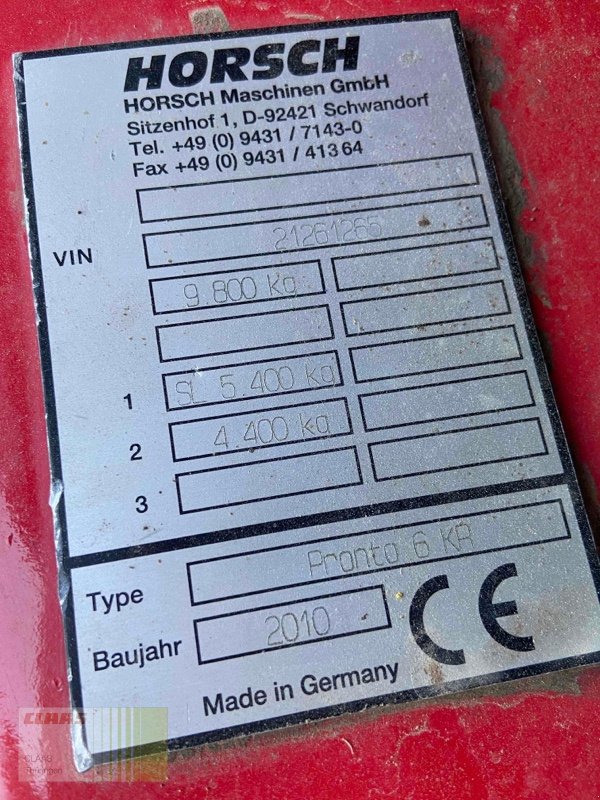 HORSCH
HORSCH Maschinen GmbH
Sitzenhof 1, D-92421 Schwandorf
Tel. +49 (0) 9431 / 7143-0
Fax +49 (0) 9431 / 413 64
VIN 21261265
9.800 kg
1 SL 5.400 kg
2 4.400 kg
3
Type Pronto 6 KR
Baujahr 2010
CE
Made in Germany
CLAAS
CLAAS